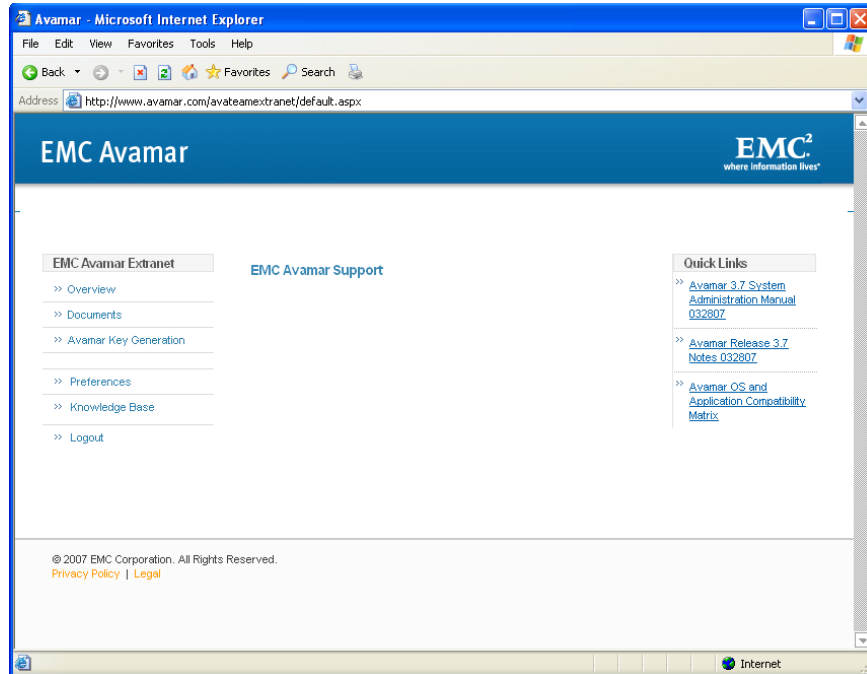 Avamar - Microsoft Internet Explorer
File Edit View Favorites Tools Help
Back Favorites Search
Address http://www.avamar.com/avateamextranet/default.aspx
EMC Avamar
EMC²
where information lives®
EMC Avamar Extranet
>> Overview
>> Documents
>> Avamar Key Generation
>> Preferences
>> Knowledge Base
>> Logout
EMC Avamar Support
Quick Links
>> Avamar 3.7 System
Administration Manual
032807
>> Avamar Release 3.7
Notes 032807
>> Avamar OS and
Application Compatibility
Matrix
© 2007 EMC Corporation. All Rights Reserved.
Privacy Policy | Legal
Internet